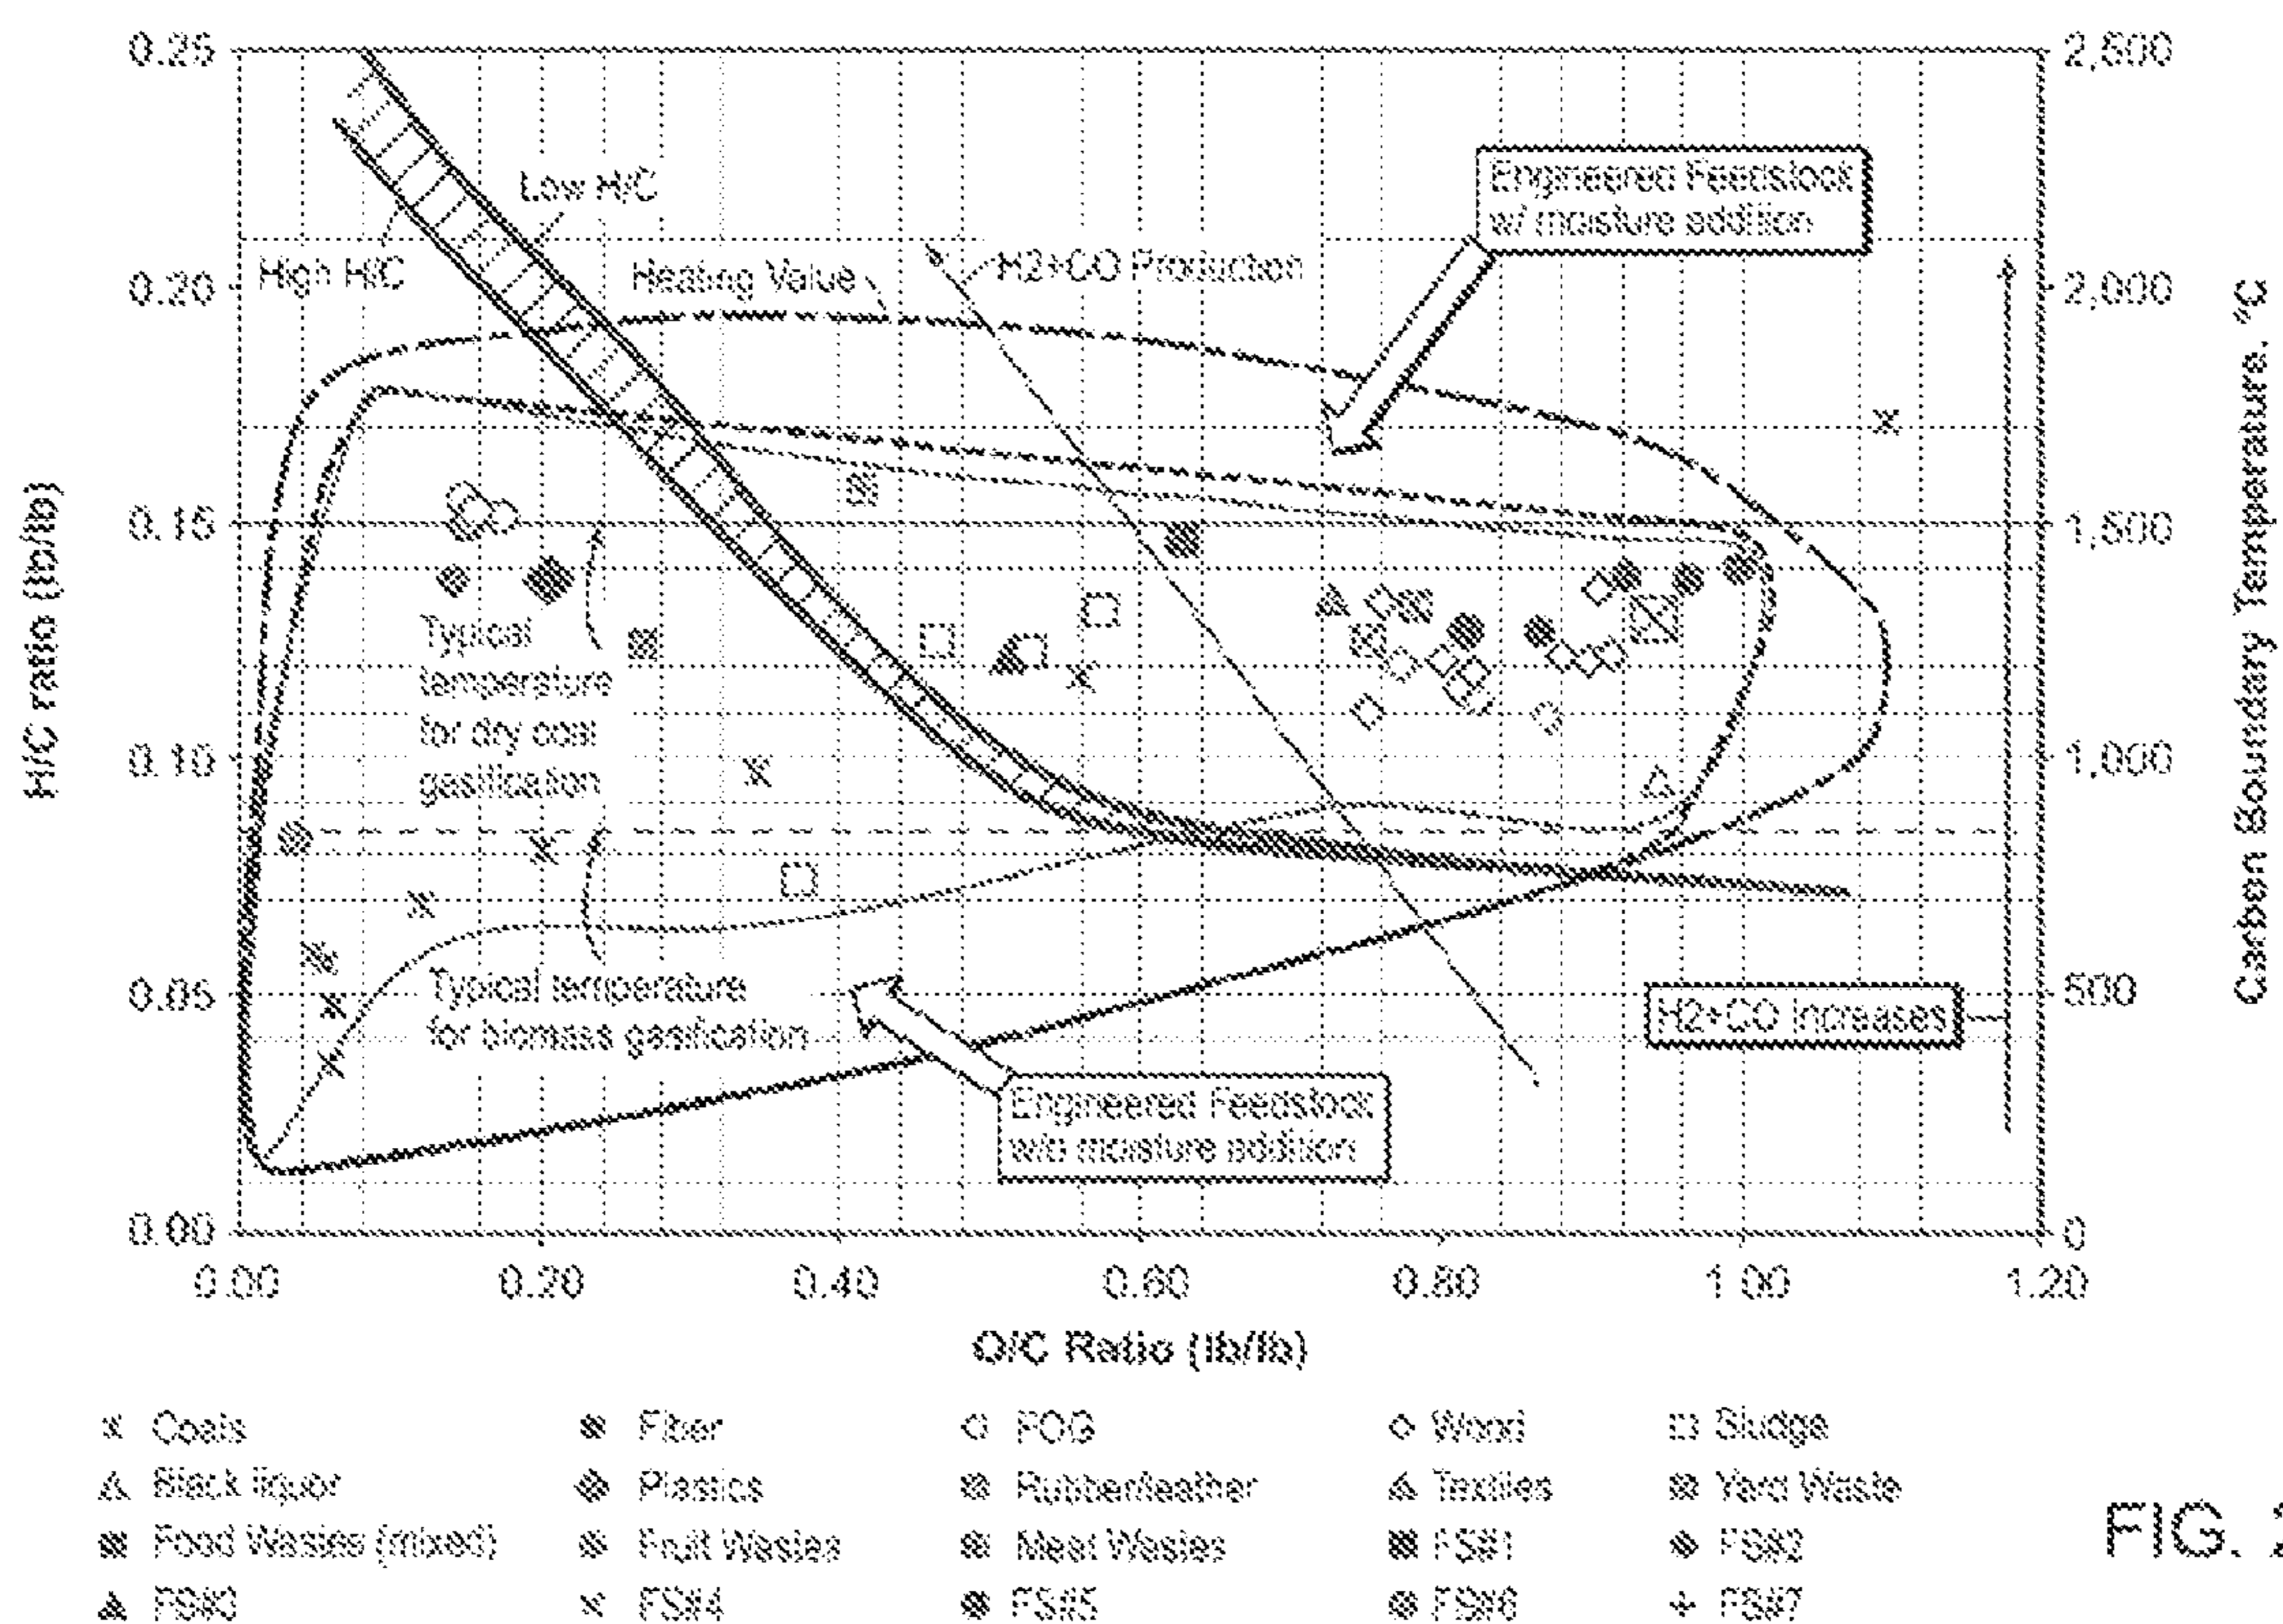 0.25
2,500
Low H/C
Engineered Feedstock
w/ moisture addition
High H/C
Heating Value
H2+CO Production
0.20
2,000
H/C ratio (lb/lb)
Carbon Boundary Temperature, °C
0.15
1,500
Typical
temperature
for dry coal
gasification
0.10
1,000
0.05
500
Typical temperature
for biomass gasification
H2+CO increases
Engineered Feedstock
w/o moisture addition
0.00
0
0.00 0.20 0.40 0.60 0.80 1.00 1.20
O/C Ratio (lb/lb)
Coals Fiber FOG Wood Sludge
Black liquor Plastics Rubber/leather Textiles Yard Waste
Food Wastes (mixed) Fruit Wastes Meat Wastes FS#1 FS#2
FS#3 FS#4 FS#5 FS#6 FS#7
FIG.